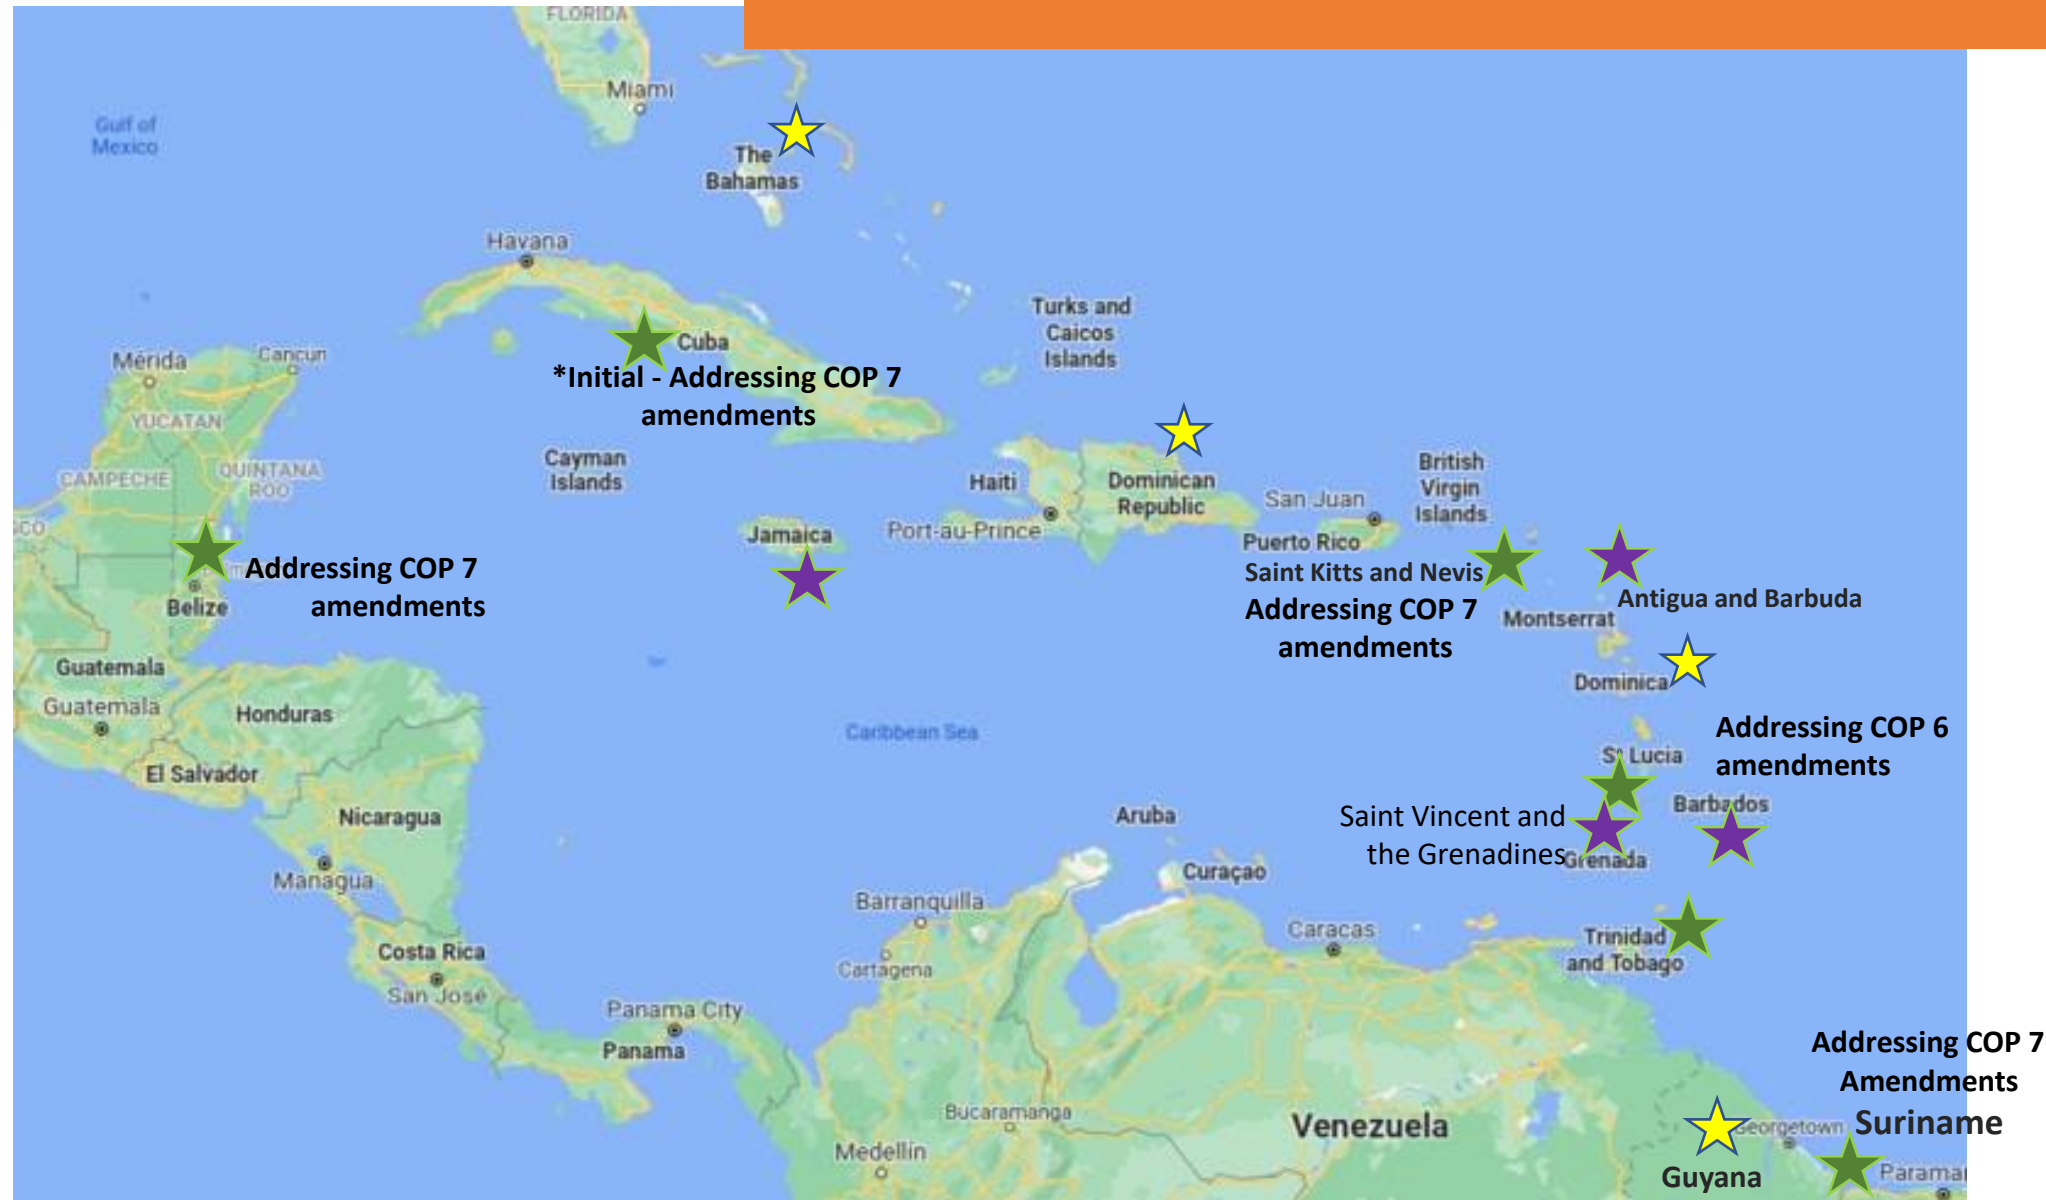 FLORIDA
Miami
Gulf of
Mexico
The
Bahamas
Havana
Cuba
*Initial - Addressing COP 7
amendments
Turks and
Caicos
Islands
Mérida
Cancún
YUCATAN
CAMPECHE
QUINTANA
ROO
Cayman
Islands
Haiti
Dominican
Republic
Port-au-Prince
San Juan
Puerto Rico
British
Virgin
Islands
Jamaica
Saint Kitts and Nevis
Addressing COP 7
amendments
Antigua and Barbuda
Montserrat
Addressing COP 7
amendments
Belize
Guatemala
Guatemala
Honduras
El Salvador
Nicaragua
Managua
Caribbean Sea
Dominica
Addressing COP 6
amendments
St Lucia
Barbados
Saint Vincent and
the Grenadines
Grenada
Aruba
Curaçao
Barranquilla
Cartagena
Caracas
Trinidad
and Tobago
Costa Rica
San José
Panama City
Panama
Bucaramanga
Medellín
Venezuela
Addressing COP 7
Amendments
Suriname
Georgetown
Guyana